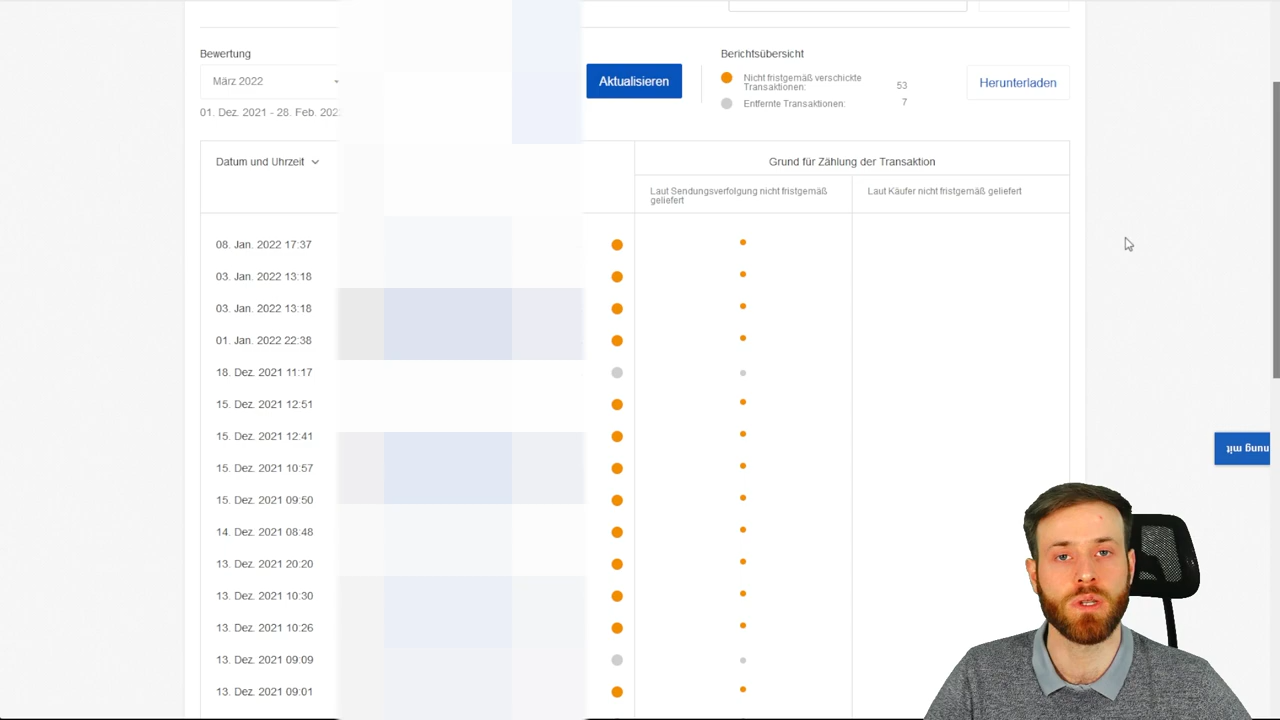 Bewertung
Berichtsübersicht
März 2022
Aktualisieren
Nicht fristgemäß verschickte
Transaktionen:
53
Herunterladen
Entfernte Transaktionen:
7
01. Dez. 2021 - 28. Feb. 202
Datum und Uhrzeit
Grund für Zählung der Transaktion
Laut Sendungsverfolgung nicht fristgemäß
geliefert
Laut Käufer nicht fristgemäß geliefert
08. Jan. 2022 17:37
03. Jan. 2022 13:18
03. Jan. 2022 13:18
01. Jan. 2022 22:38
18. Dez. 2021 11:17
15. Dez. 2021 12:51
15. Dez. 2021 12:41
15. Dez. 2021 10:57
15. Dez. 2021 09:50
14. Dez. 2021 08:48
13. Dez. 2021 20:20
13. Dez. 2021 10:30
13. Dez. 2021 10:26
13. Dez. 2021 09:09
13. Dez. 2021 09:01
nung mit